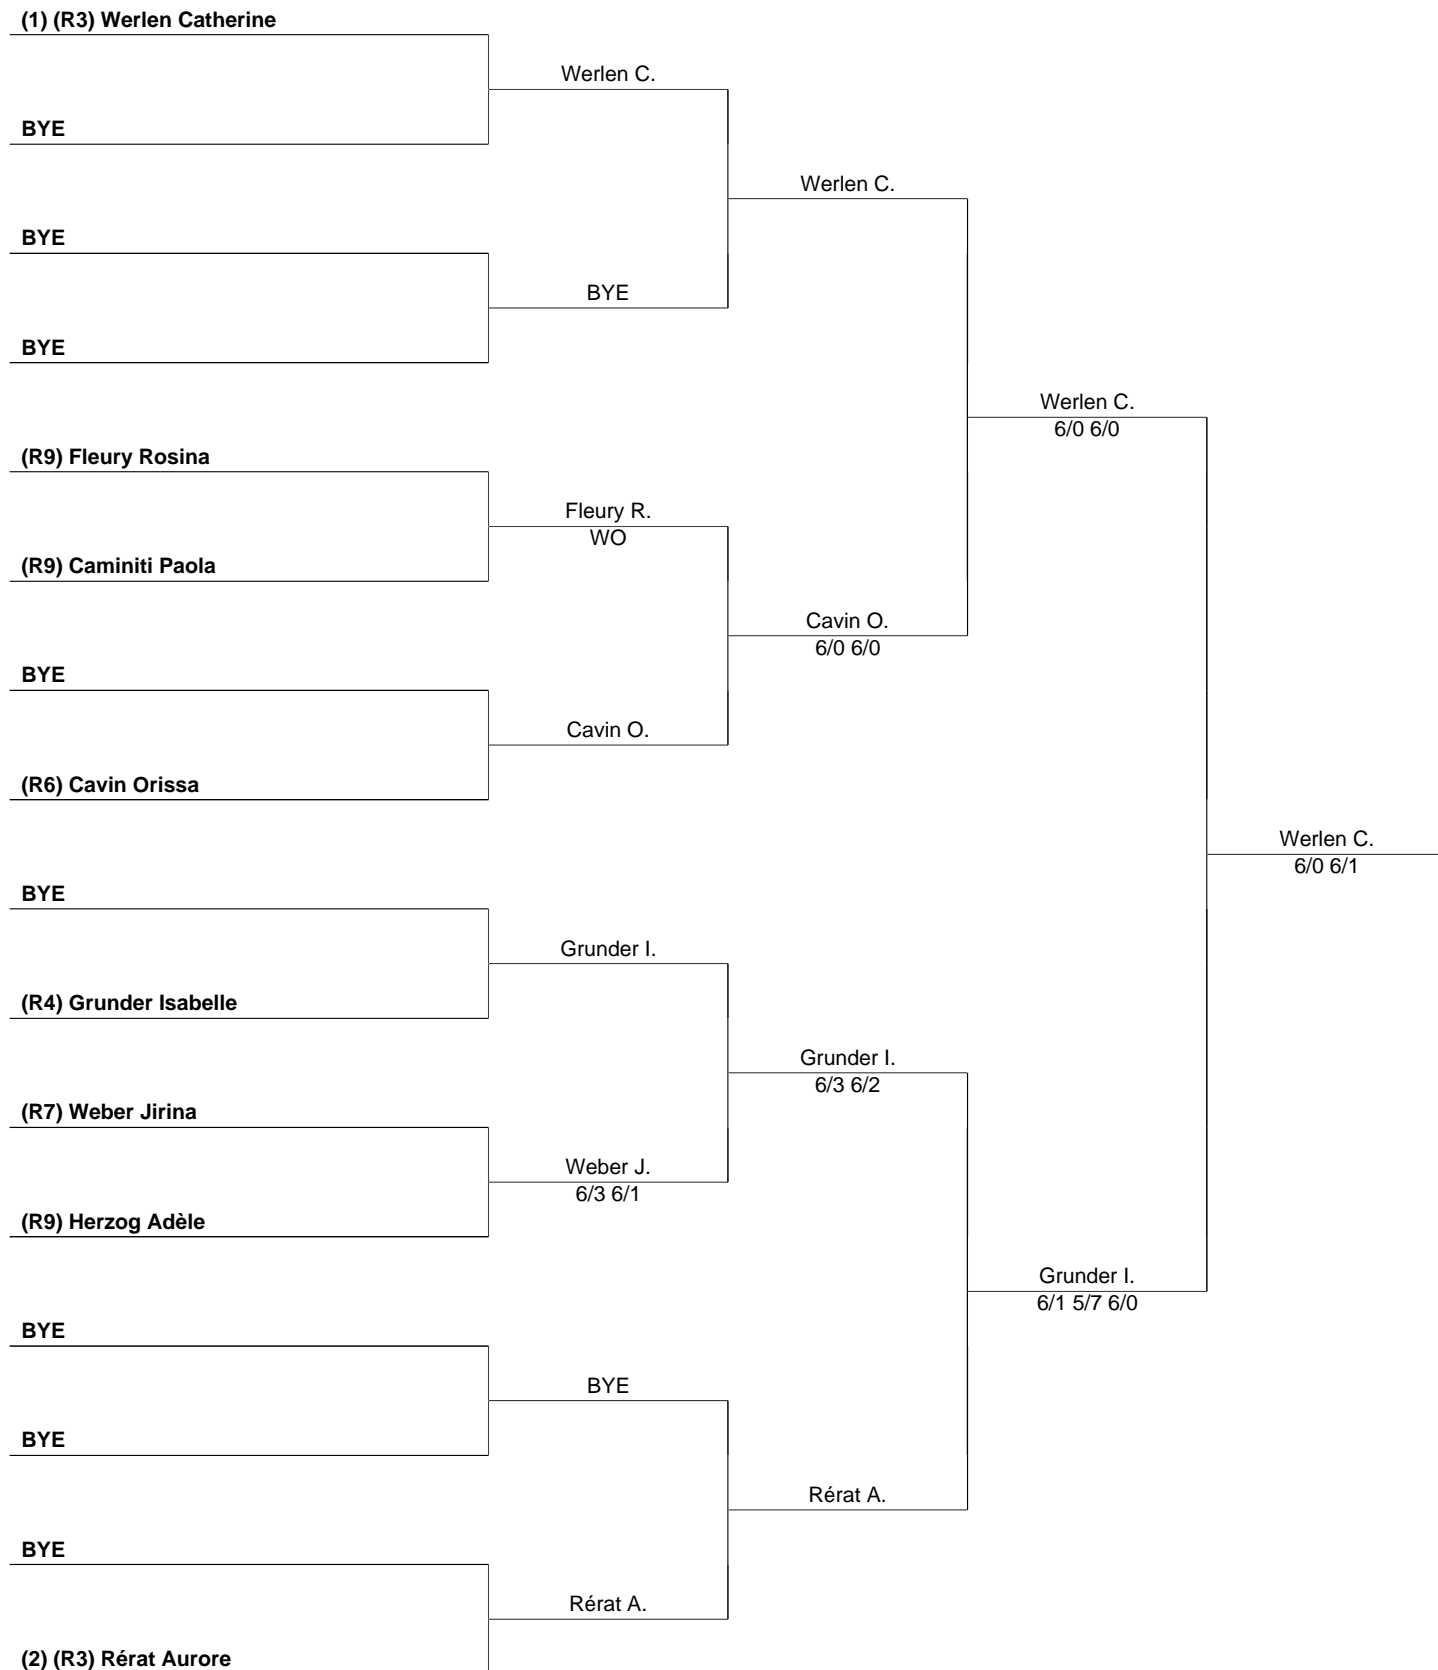 (1) (R3) Werlen Catherine
Werlen C.
BYE
Werlen C.
BYE
BYE
BYE
Werlen C.
6/0 6/0
(R9) Fleury Rosina
Fleury R.
WO
(R9) Caminiti Paola
Cavin O.
6/0 6/0
BYE
Cavin O.
(R6) Cavin Orissa
Werlen C.
6/0 6/1
BYE
Grunder I.
(R4) Grunder Isabelle
Grunder I.
6/3 6/2
(R7) Weber Jirina
Weber J.
6/3 6/1
(R9) Herzog Adèle
Grunder I.
6/1 5/7 6/0
BYE
BYE
BYE
Rérat A.
BYE
Rérat A.
(2) (R3) Rérat Aurore